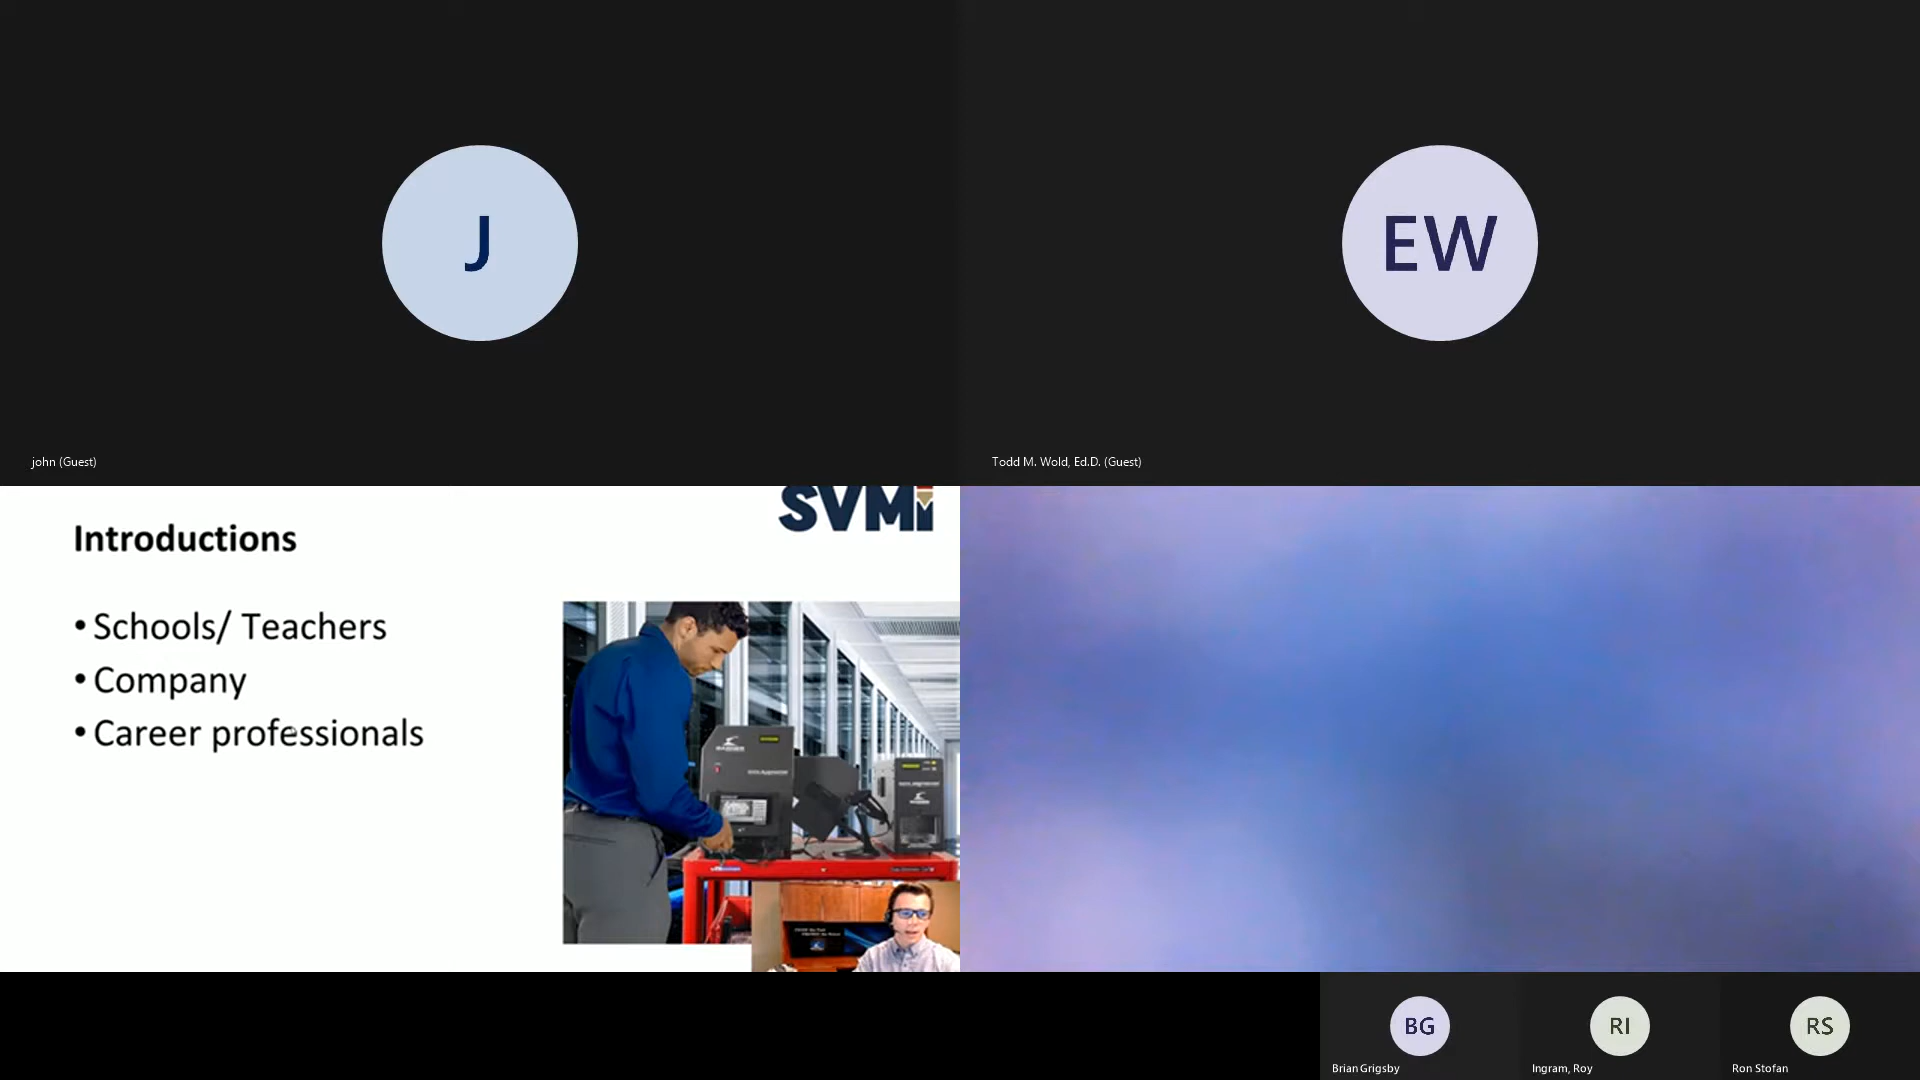 J
EW
john (Guest)
Todd M. Wold, Ed.D. (Guest)
SVMi
Introductions
• Schools/ Teachers
• Company
• Career professionals
BG
RI
RS
Brian Grigsby
Ingram, Roy
Ron Stofan